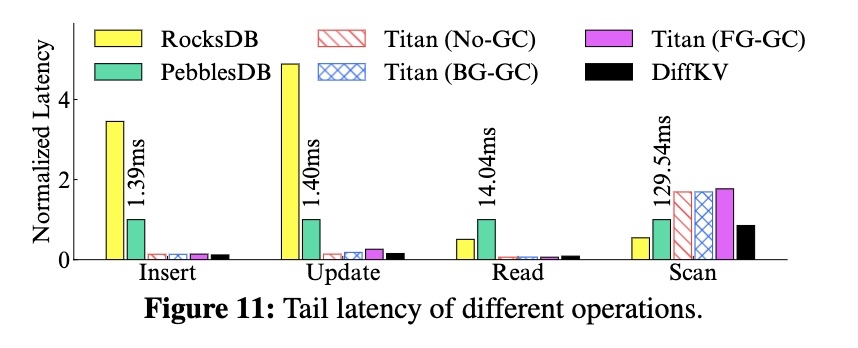 RocksDB
Titan (No-GC)
Titan (FG-GC)
PebblesDB
Titan (BG-GC)
DiffKV
Normalized Latency
4
2
0
1.39ms
1.40ms
14.04ms
129.54ms
Insert
Update
Read
Scan
Figure 11: Tail latency of different operations.